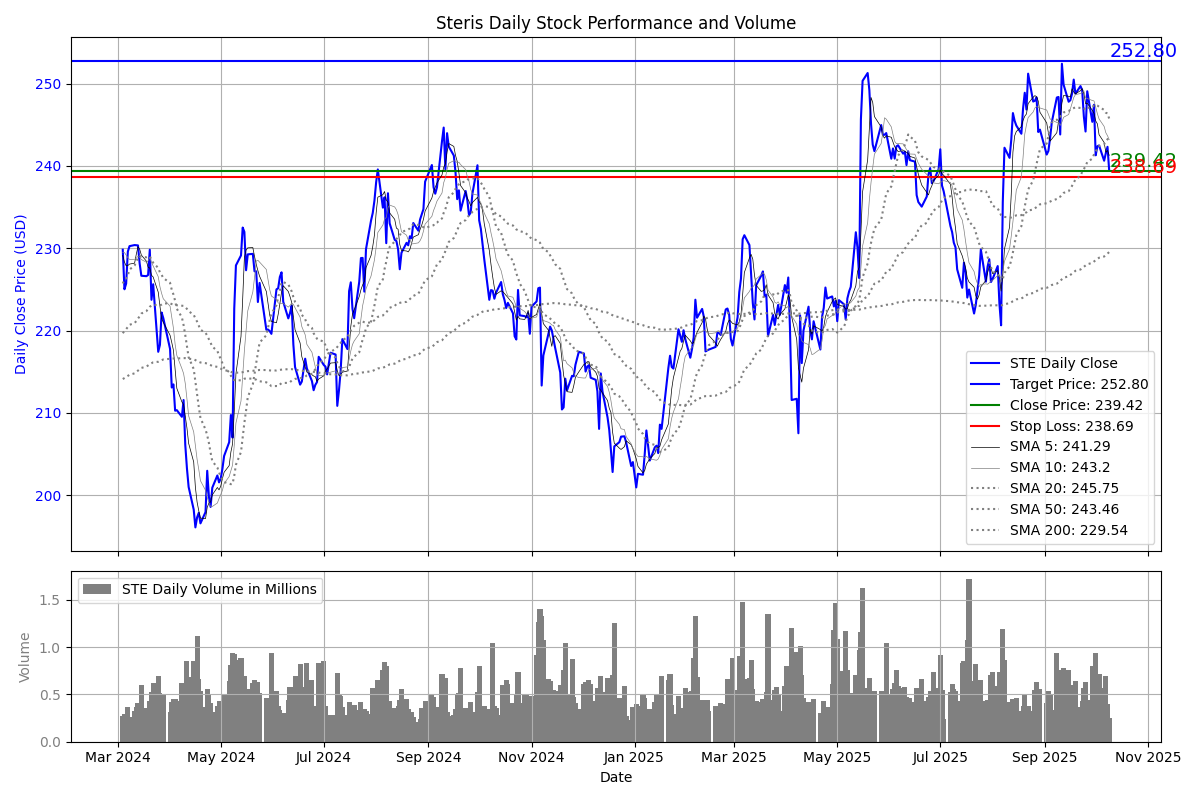 Steris Daily Stock Performance and Volume
252.80
239.42
238.69
250
240
230
220
210
200
Daily Close Price (USD)
STE Daily Close
Target Price: 252.80
Close Price: 239.42
Stop Loss: 238.69
SMA 5: 241.29
SMA 10: 243.2
SMA 20: 245.75
SMA 50: 243.46
SMA 200: 229.54
STE Daily Volume in Millions
1.5
1.0
0.5
0.0
Volume
Mar 2024 May 2024 Jul 2024 Sep 2024 Nov 2024 Jan 2025 Mar 2025 May 2025 Jul 2025 Sep 2025 Nov 2025
Date